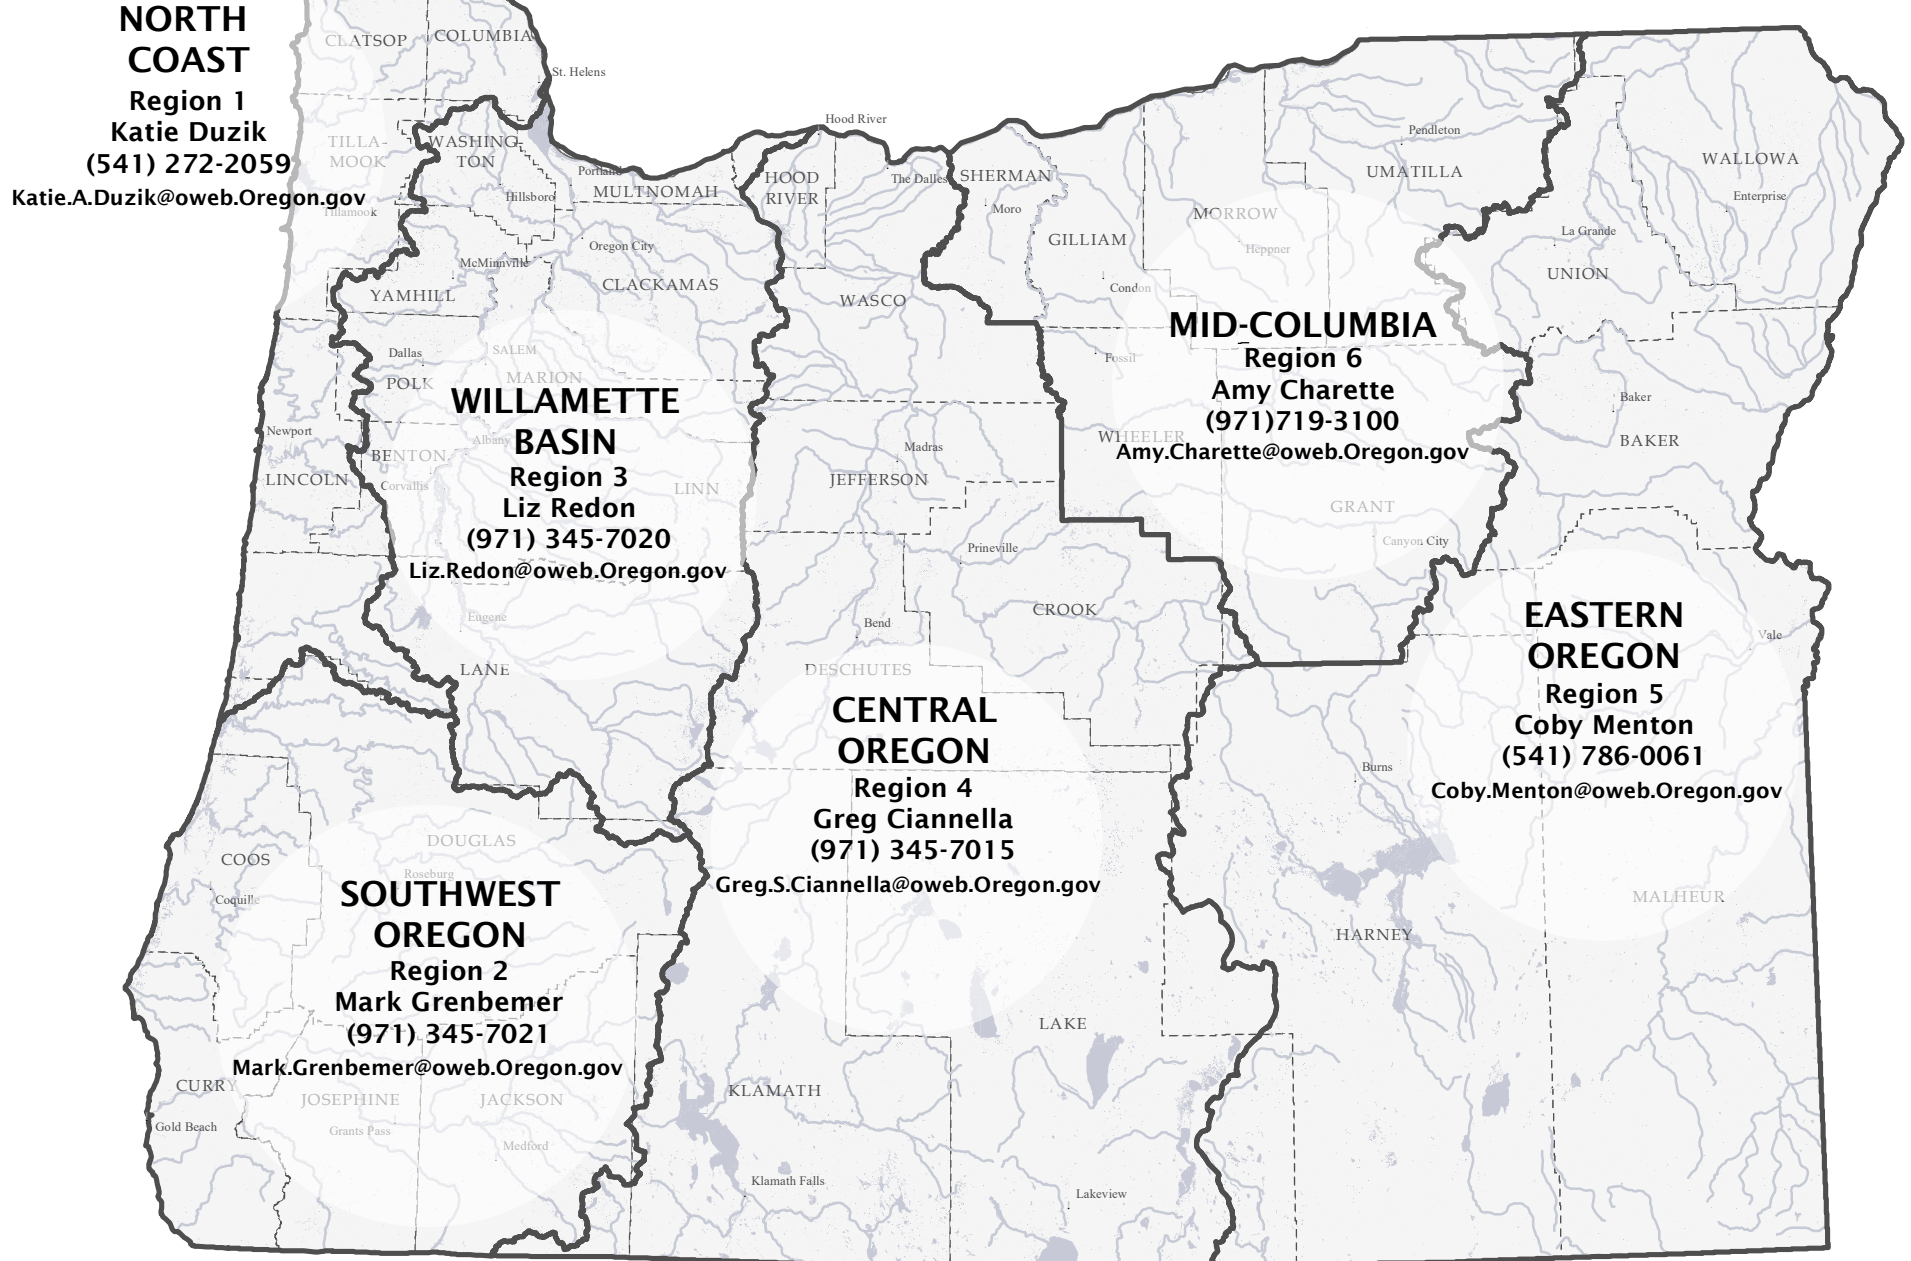 NORTH
COAST
Region 1
Katie Duzik
(541) 272-2059
Katie.A.Duzik@oweb.Oregon.gov
CLATSOP
COLUMBIA
St. Helens
TILLA-
MOOK
Tillamook
WASHING-
TON
Hillsboro
Portland
MULTNOMAH
Oregon City
McMinnville
YAMHILL
CLACKAMAS
HOOD
RIVER
Hood River
The Dalles
WASCO
SHERMAN
Moro
GILLIAM
Condon
MORROW
Heppner
Pendleton
UMATILLA
WALLOWA
Enterprise
La Grande
UNION
Dallas
SALEM
POLK
MARION
WILLAMETTE
BASIN
Region 3
Liz Redon
(971) 345-7020
Liz.Redon@oweb.Oregon.gov
Albany
BENTON
Corvallis
LINN
Newport
LINCOLN
Eugene
LANE
MID-COLUMBIA
Region 6
Amy Charette
(971)719-3100
Amy.Charette@oweb.Oregon.gov
Fossil
WHEELER
GRANT
Canyon City
Baker
BAKER
Madras
JEFFERSON
Prineville
CROOK
Bend
DESCHUTES
CENTRAL
OREGON
Region 4
Greg Ciannella
(971) 345-7015
Greg.S.Ciannella@oweb.Oregon.gov
EASTERN
OREGON
Region 5
Coby Menton
(541) 786-0061
Coby.Menton@oweb.Oregon.gov
Vale
Burns
MALHEUR
HARNEY
DOUGLAS
Roseburg
COOS
Coquille
SOUTHWEST
OREGON
Region 2
Mark Grenbemer
(971) 345-7021
Mark.Grenbemer@oweb.Oregon.gov
CURRY
JOSEPHINE
JACKSON
Gold Beach
Grants Pass
Medford
LAKE
KLAMATH
Klamath Falls
Lakeview